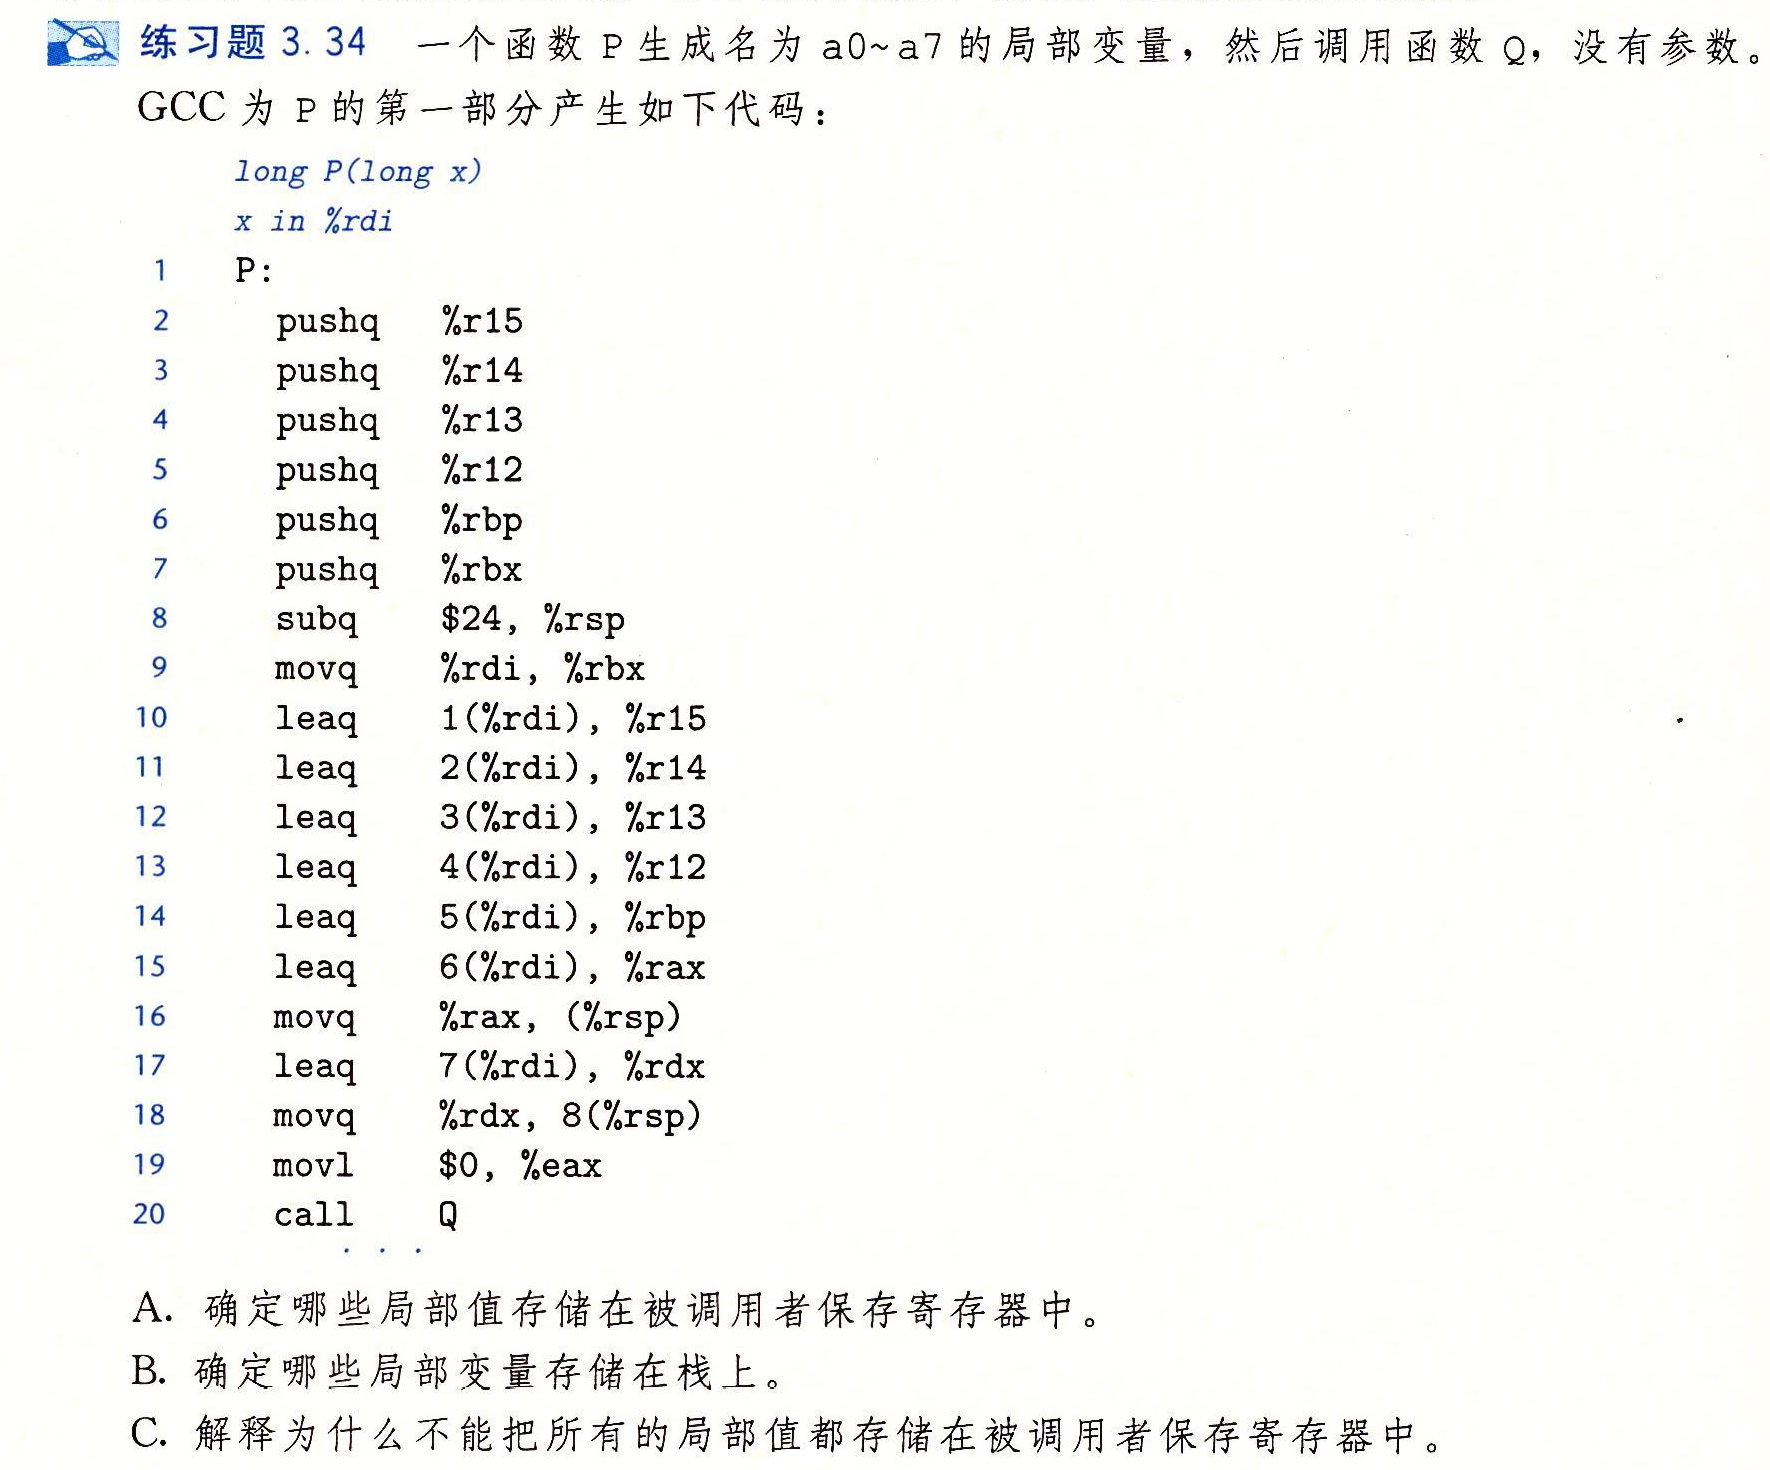 练习题 3.34 一个函数 P 生成名为 a0~a7 的局部变量，然后调用函数 Q，没有参数。
GCC 为 P 的第一部分产生如下代码：
long P(long x)
x in %rdi
1 P:
2 pushq %r15
3 pushq %r14
4 pushq %r13
5 pushq %r12
6 pushq %rbp
7 pushq %rbx
8 subq $24, %rsp
9 movq %rdi, %rbx
10 leaq 1(%rdi), %r15
11 leaq 2(%rdi), %r14
12 leaq 3(%rdi), %r13
13 leaq 4(%rdi), %r12
14 leaq 5(%rdi), %rbp
15 leaq 6(%rdi), %rax
16 movq %rax, (%rsp)
17 leaq 7(%rdi), %rdx
18 movq %rdx, 8(%rsp)
19 movl $0, %eax
20 call Q
. . .
A. 确定哪些局部值存储在被调用者保存寄存器中。
B. 确定哪些局部变量存储在栈上。
C. 解释为什么不能把所有的局部值都存储在被调用者保存寄存器中。